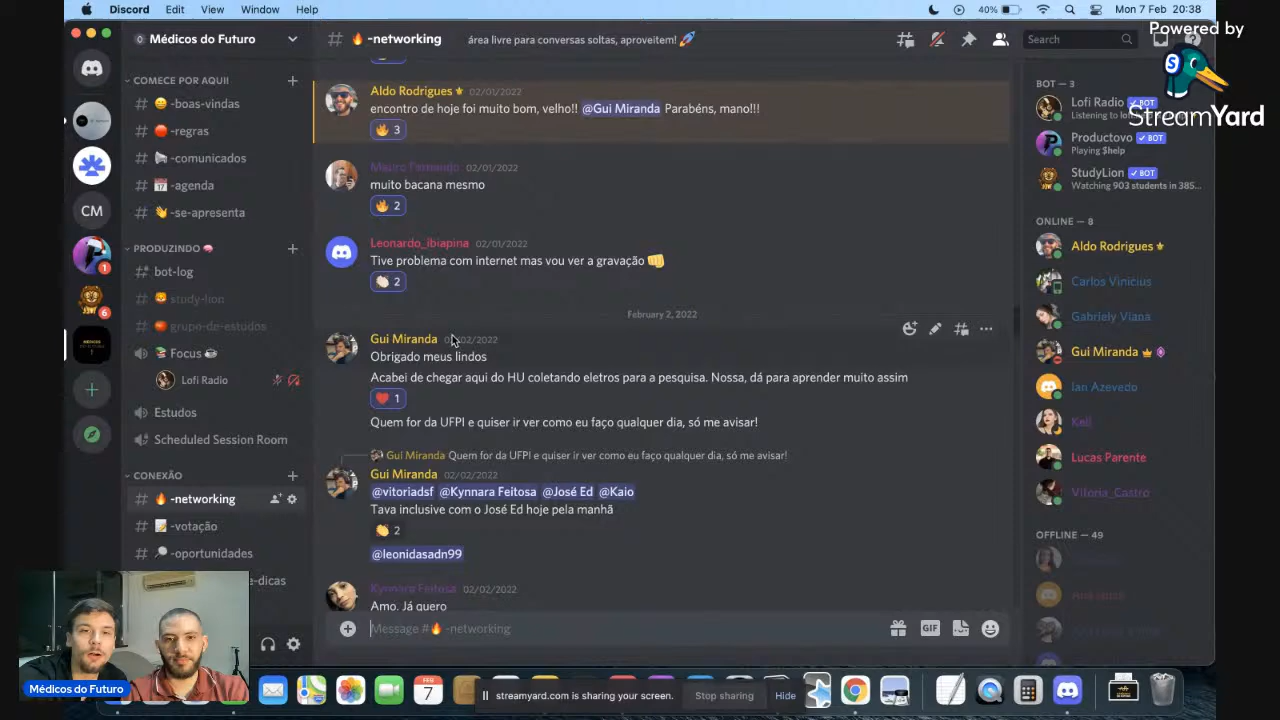 Discord Edit View Window Help
40% Mon 7 Feb 20:38
Powered by
StreamYard
Médicos do Futuro
# 🔥 -networking
área livre para conversas soltas, aproveitem! 🚀
Search
COMECE POR AQUI!
# 😀 -boas-vindas
# 🔴 -regras
# 📢 -comunicados
# 📅 -agenda
# 👋 -se-apresenta
PRODUZINDO 🧠
# bot-log
# 🦁 study-lion
# 🍎 grupo-de-estudos
Focus ☕
Lofi Radio
Estudos
Scheduled Session Room
CONEXÃO
# 🔥 -networking
# 📝 -votação
# 🔎 -oportunidades
e-dicas
CM
1
6
Aldo Rodrigues 02/01/2022
encontro de hoje foi muito bom, velho!! @Gui Miranda Parabéns, mano!!!
🔥 3
Mauro Fernando 02/01/2022
muito bacana mesmo
🔥 2
Leonardo_ibiapina 02/01/2022
Tive problema com internet mas vou ver a gravação 👊
👏🏻 2
February 2, 2022
Gui Miranda 02/02/2022
Obrigado meus lindos
Acabei de chegar aqui do HU coletando eletros para a pesquisa. Nossa, dá para aprender muito assim
❤️ 1
Quem for da UFPI e quiser ir ver como eu faço qualquer dia, só me avisar!
Gui Miranda Quem for da UFPI e quiser ir ver como eu faço qualquer dia, só me avisar!
Gui Miranda 02/02/2022
@vitoriadsf @Kynnara Feitosa @José Ed @Kaio
Tava inclusive com o José Ed hoje pela manhã
👏 2
@leonidasadn99
Kynnara Feitosa 02/02/2022
Amo. Já quero
Message #🔥 -networking
GIF
BOT — 3
Lofi Radio ✓ BOT
Listening to
Productovo ✓ BOT
Playing $help
StudyLion ✓ BOT
Watching 903 students in 385...
ONLINE — 8
Aldo Rodrigues
Carlos Vinicius
Gabriely Viana
Gui Miranda
Ian Azevedo
Kell
Lucas Parente
Vitoria_Castro
OFFLINE — 49
Médicos do Futuro
FEB
7
streamyard.com is sharing your screen.
Stop sharing
Hide